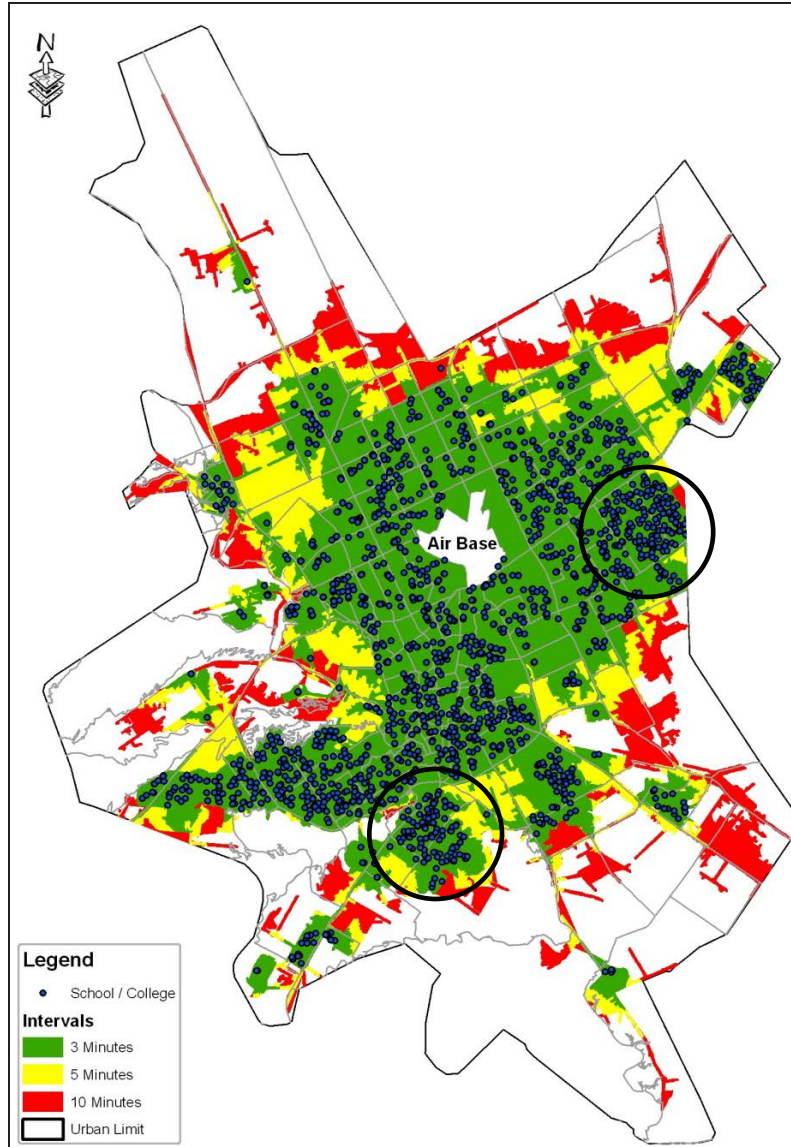 N
Air Base
Legend
School / College
Intervals
3 Minutes
5 Minutes
10 Minutes
Urban Limit